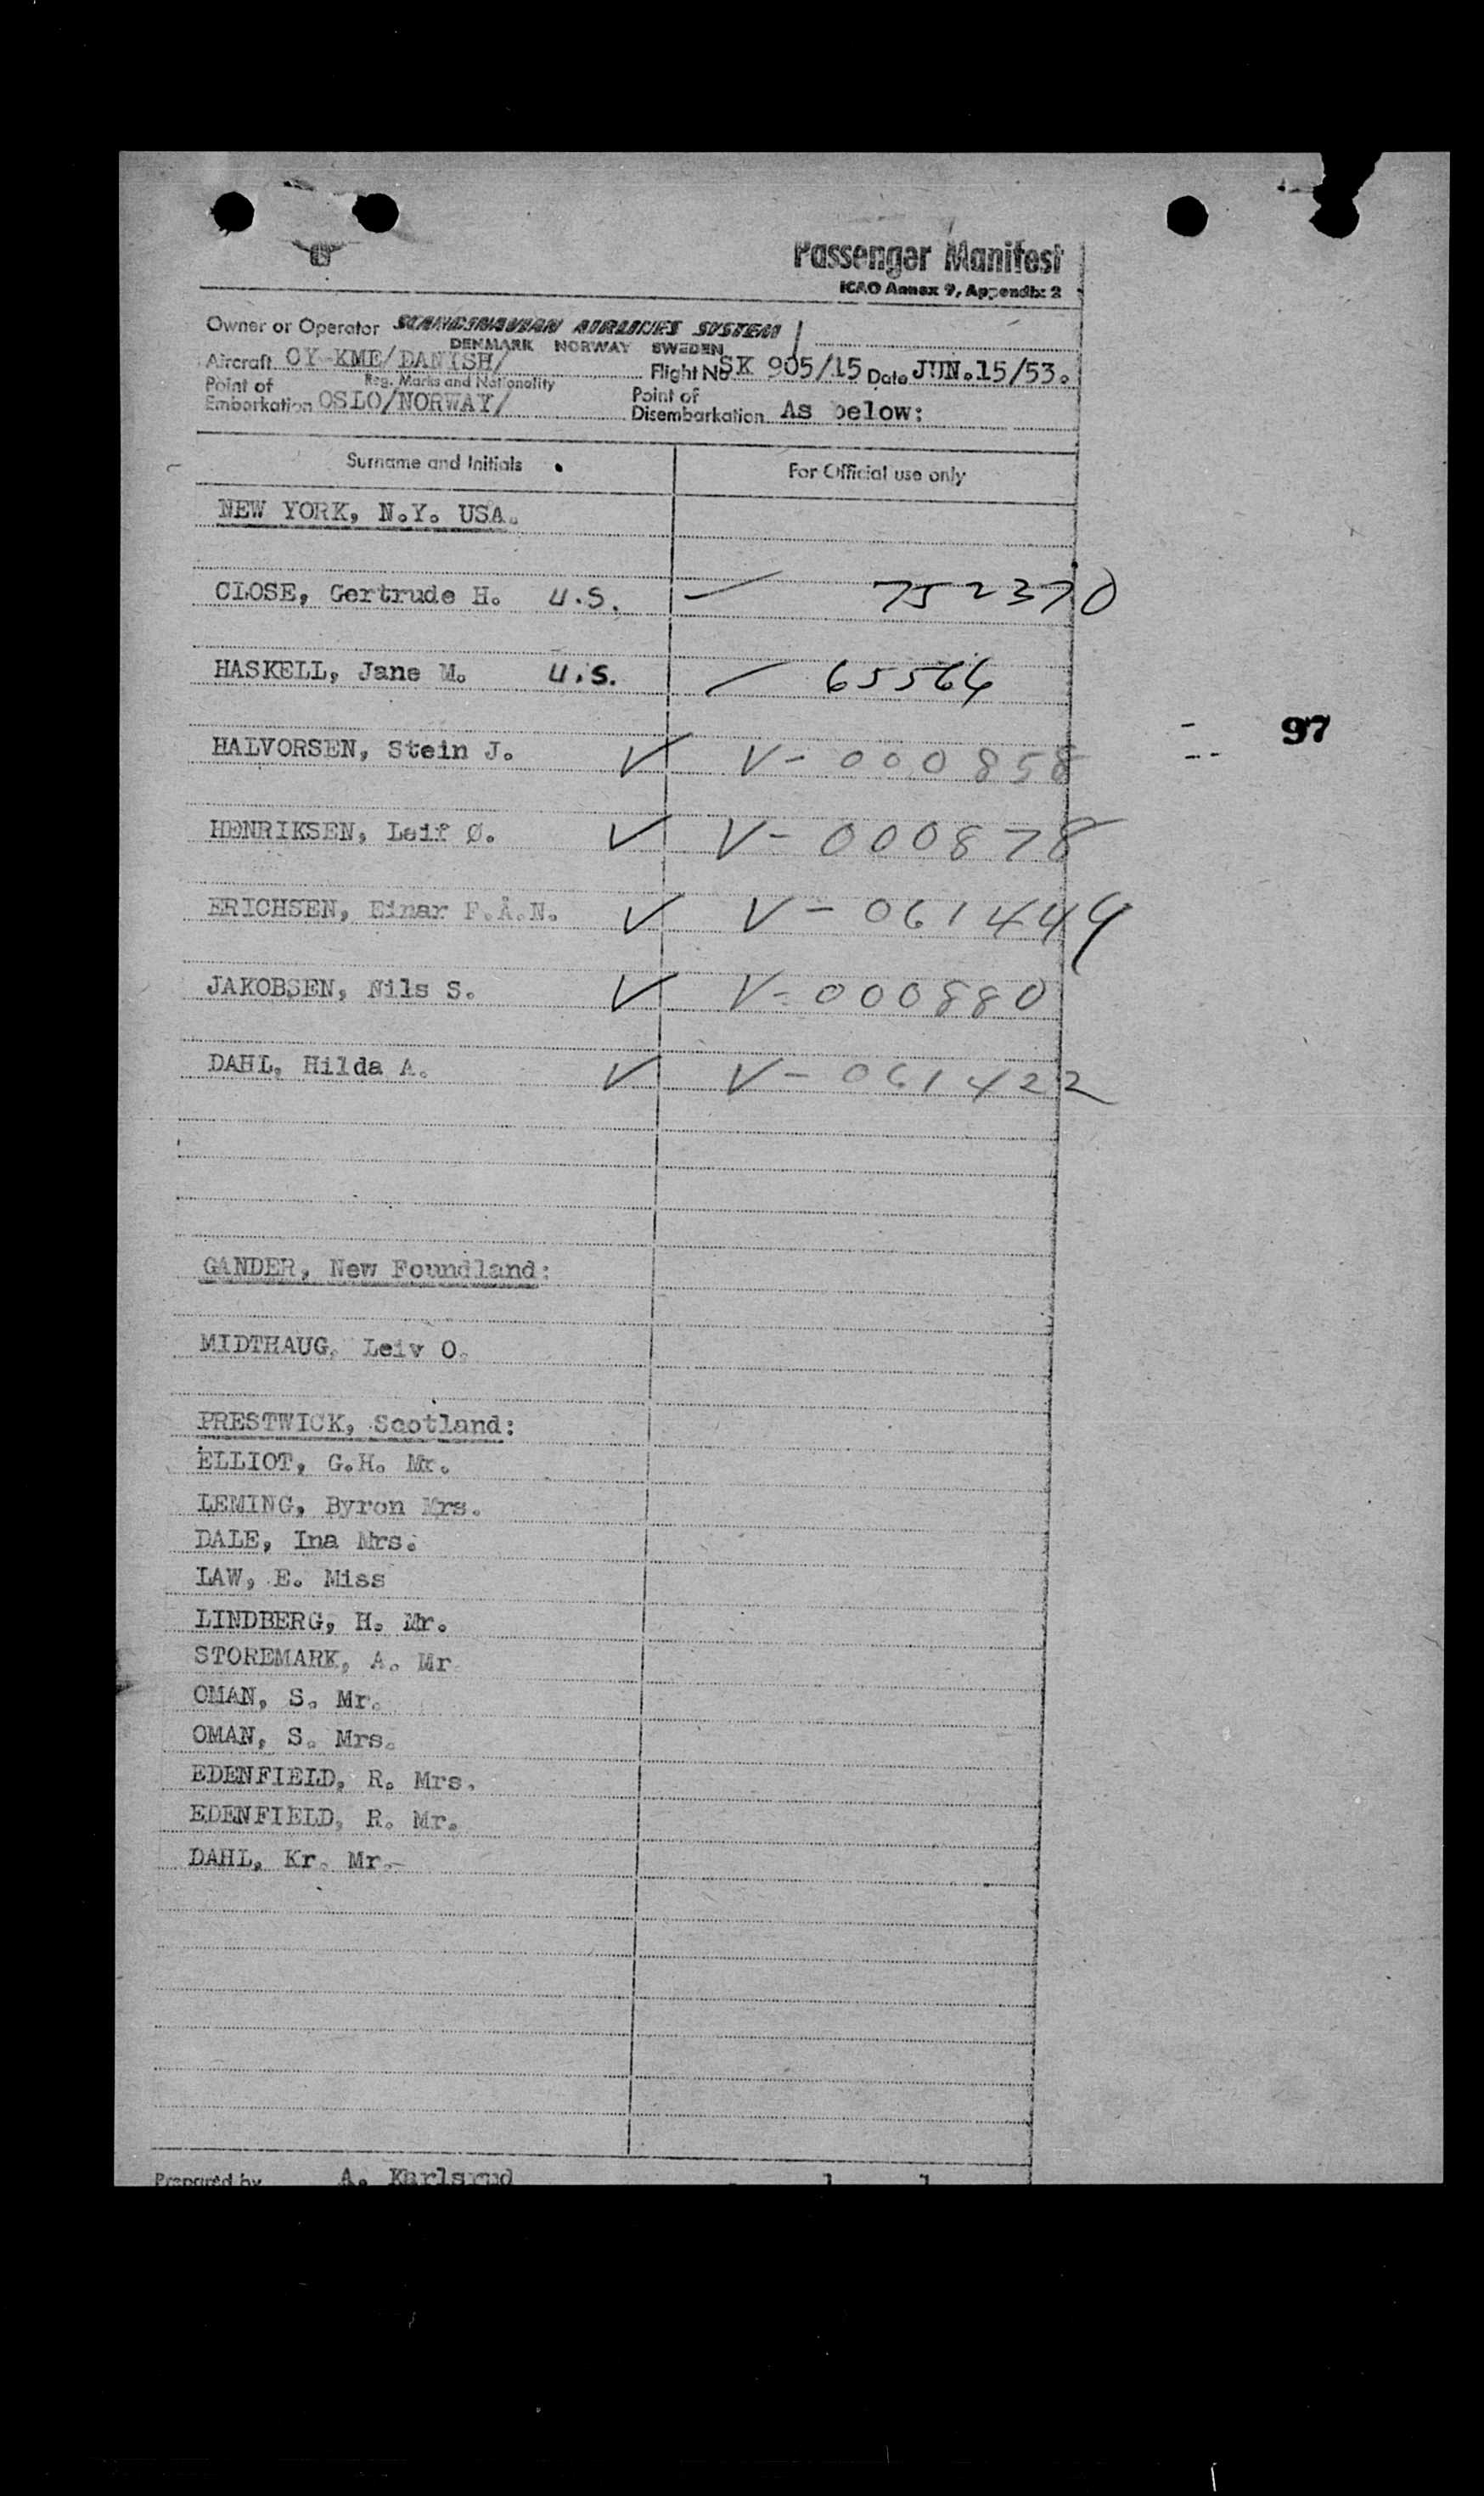 Passenger Manifest
ICAO Annex 9, Appendix 2
Owner or Operator SCANDINAVIAN AIRLINES SYSTEM
DENMARK NORWAY SWEDEN
Aircraft OY-KME/DANISH/ Flight No SK 905/15 Date JUN.15/53.
Reg. Marks and Nationality
Point of Embarkation OSLO/NORWAY/ Point of Disembarkation As below:
Surname and Initials For Official use only
NEW YORK, N.Y. USA.
CLOSE, Gertrude H. U.S. 752370
HASKELL, Jane M. U.S. 65566
97
HALVORSEN, Stein J. ✓ V-000858
HENRIKSEN, Leif Ø. ✓ V-000878
ERICHSEN, Einar F.Å.N. ✓ V-061449
JAKOBSEN, Nils S. ✓ V-000880
DAHL, Hilda A. ✓ V-061422
GANDER, New Foundland:
MIDTHAUG, Leiv O.
PRESTWICK, Scotland:
ELLIOT, G.H. Mr.
LEMING, Byron Mrs.
DALE, Ina Mrs.
LAW, E. Miss
LINDBERG, H. Mr.
STOREMARK, A. Mr
OMAN, S. Mr.
OMAN, S. Mrs.
EDENFIELD, R. Mrs.
EDENFIELD, R. Mr.
DAHL, Kr. Mr.-
Prepared by A. Karlsrud